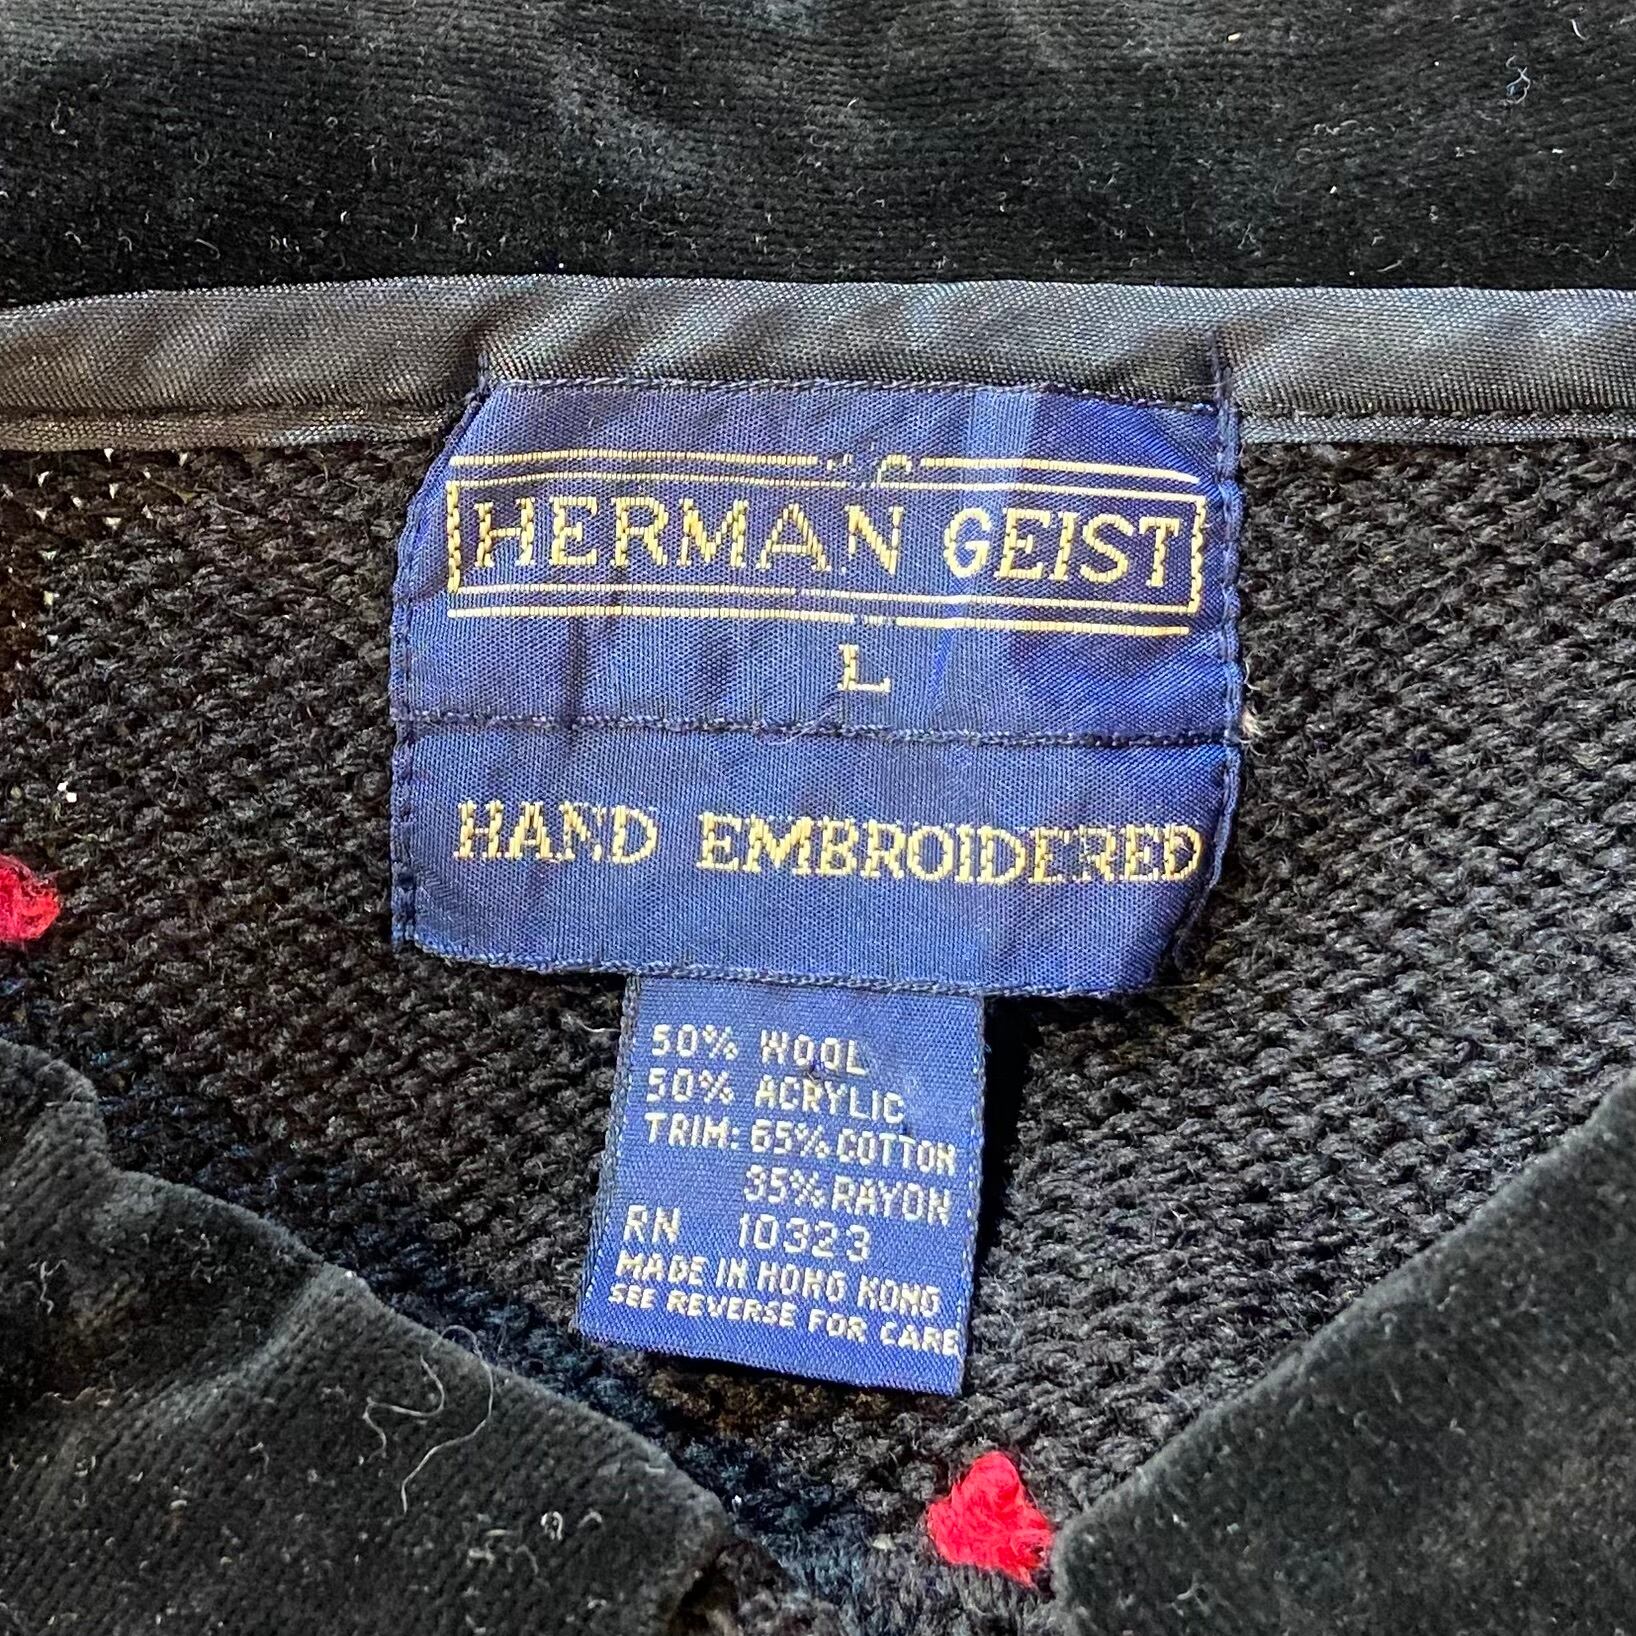 HERMAN GEIST
L
HAND EMBROIDERED
50% WOOL
50% ACRYLIC
TRIM: 65% COTTON
35% RAYON
RN 10323
MADE IN HONG KONG
SEE REVERSE FOR CARE